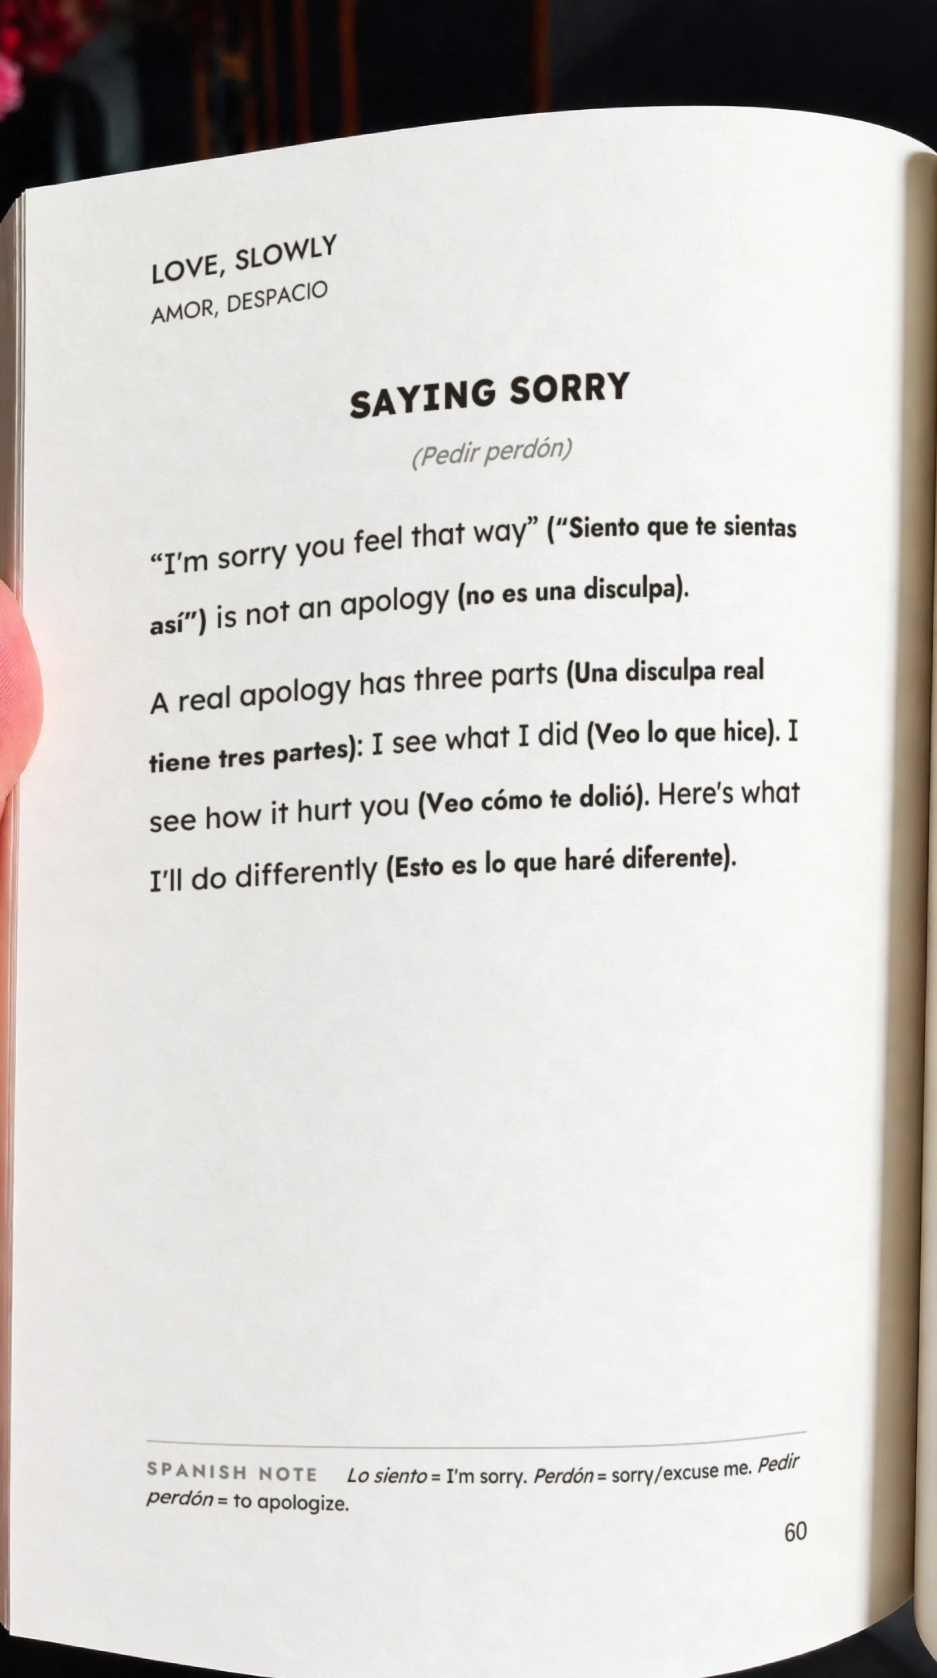 LOVE, SLOWLY
AMOR, DESPACIO
SAYING SORRY
(Pedir perdón)
“I’m sorry you feel that way” (“Siento que te sientas
así”) is not an apology (no es una disculpa).
A real apology has three parts (Una disculpa real
tiene tres partes): I see what I did (Veo lo que hice). I
see how it hurt you (Veo cómo te dolió). Here’s what
I’ll do differently (Esto es lo que haré diferente).
SPANISH NOTE Lo siento = I’m sorry. Perdón = sorry/excuse me. Pedir
perdón = to apologize.
60